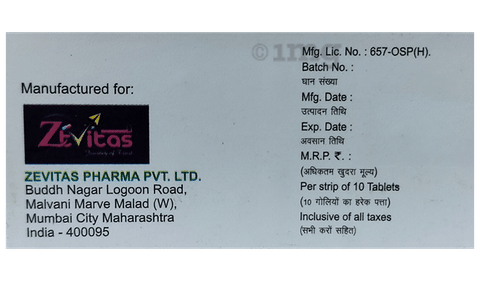 Manufactured for:
Zevitas
ZEVITAS PHARMA PVT. LTD.
Buddh Nagar Logoon Road,
Malvani Marve Malad (W),
Mumbai City Maharashtra
India - 400095
©1mg
Mfg. Lic. No. : 657-OSP(H).
Batch No. :
घान संख्या
Mfg. Date :
उत्पादन तिथि
Exp. Date :
अवसान तिथि
M.R.P. ₹. :
(अधिकतम खुदरा मूल्य)
Per strip of 10 Tablets
(10 गोलियों का हरेक पत्ता)
Inclusive of all taxes
(सभी करों सहित)